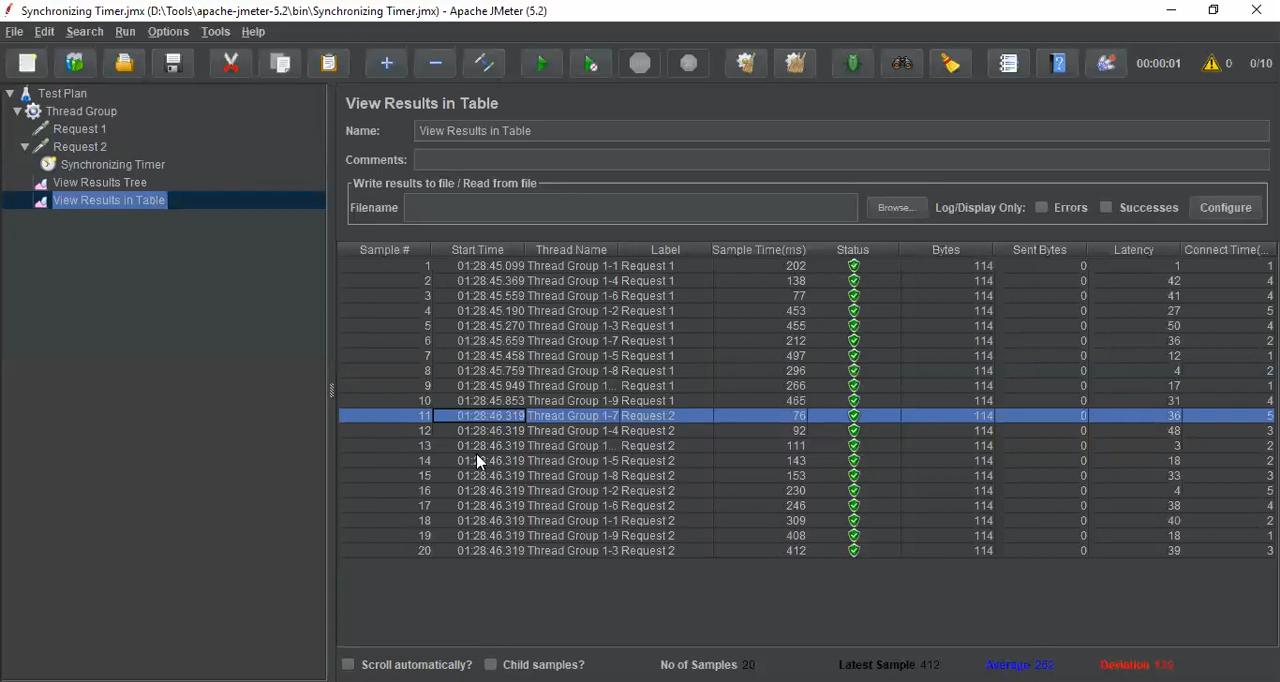 Synchronizing Timer.jmx (D:\Tools\apache-jmeter-5.2\bin\Synchronizing Timer.jmx) - Apache JMeter (5.2)
File Edit Search Run Options Tools Help
00:00:01 0 0/10
Test Plan
Thread Group
Request 1
Request 2
Synchronizing Timer
View Results Tree
View Results in Table
View Results in Table
Name: View Results in Table
Comments:
Write results to file / Read from file
Filename Browse... Log/Display Only: Errors Successes Configure
Sample # Start Time Thread Name Label Sample Time(ms) Status Bytes Sent Bytes Latency Connect Time(...
1 01:28:45.099 Thread Group 1-1 Request 1 202 114 0 1 1
2 01:28:45.369 Thread Group 1-4 Request 1 138 114 0 42 4
3 01:28:45.559 Thread Group 1-6 Request 1 77 114 0 41 4
4 01:28:45.190 Thread Group 1-2 Request 1 453 114 0 27 5
5 01:28:45.270 Thread Group 1-3 Request 1 455 114 0 50 4
6 01:28:45.659 Thread Group 1-7 Request 1 212 114 0 36 2
7 01:28:45.458 Thread Group 1-5 Request 1 497 114 0 12 1
8 01:28:45.759 Thread Group 1-8 Request 1 296 114 0 4 2
9 01:28:45.949 Thread Group 1... Request 1 266 114 0 17 1
10 01:28:45.853 Thread Group 1-9 Request 1 465 114 0 31 4
11 01:28:46.319 Thread Group 1-7 Request 2 76 114 0 36 5
12 01:28:46.319 Thread Group 1-4 Request 2 92 114 0 48 3
13 01:28:46.319 Thread Group 1... Request 2 111 114 0 3 2
14 01:28:46.319 Thread Group 1-5 Request 2 143 114 0 18 2
15 01:28:46.319 Thread Group 1-8 Request 2 153 114 0 33 3
16 01:28:46.319 Thread Group 1-2 Request 2 230 114 0 4 5
17 01:28:46.319 Thread Group 1-6 Request 2 246 114 0 38 4
18 01:28:46.319 Thread Group 1-1 Request 2 309 114 0 40 2
19 01:28:46.319 Thread Group 1-9 Request 2 408 114 0 18 1
20 01:28:46.319 Thread Group 1-3 Request 2 412 114 0 39 3
Scroll automatically? Child samples? No of Samples 20 Latest Sample 412 Average 262 Deviation 139